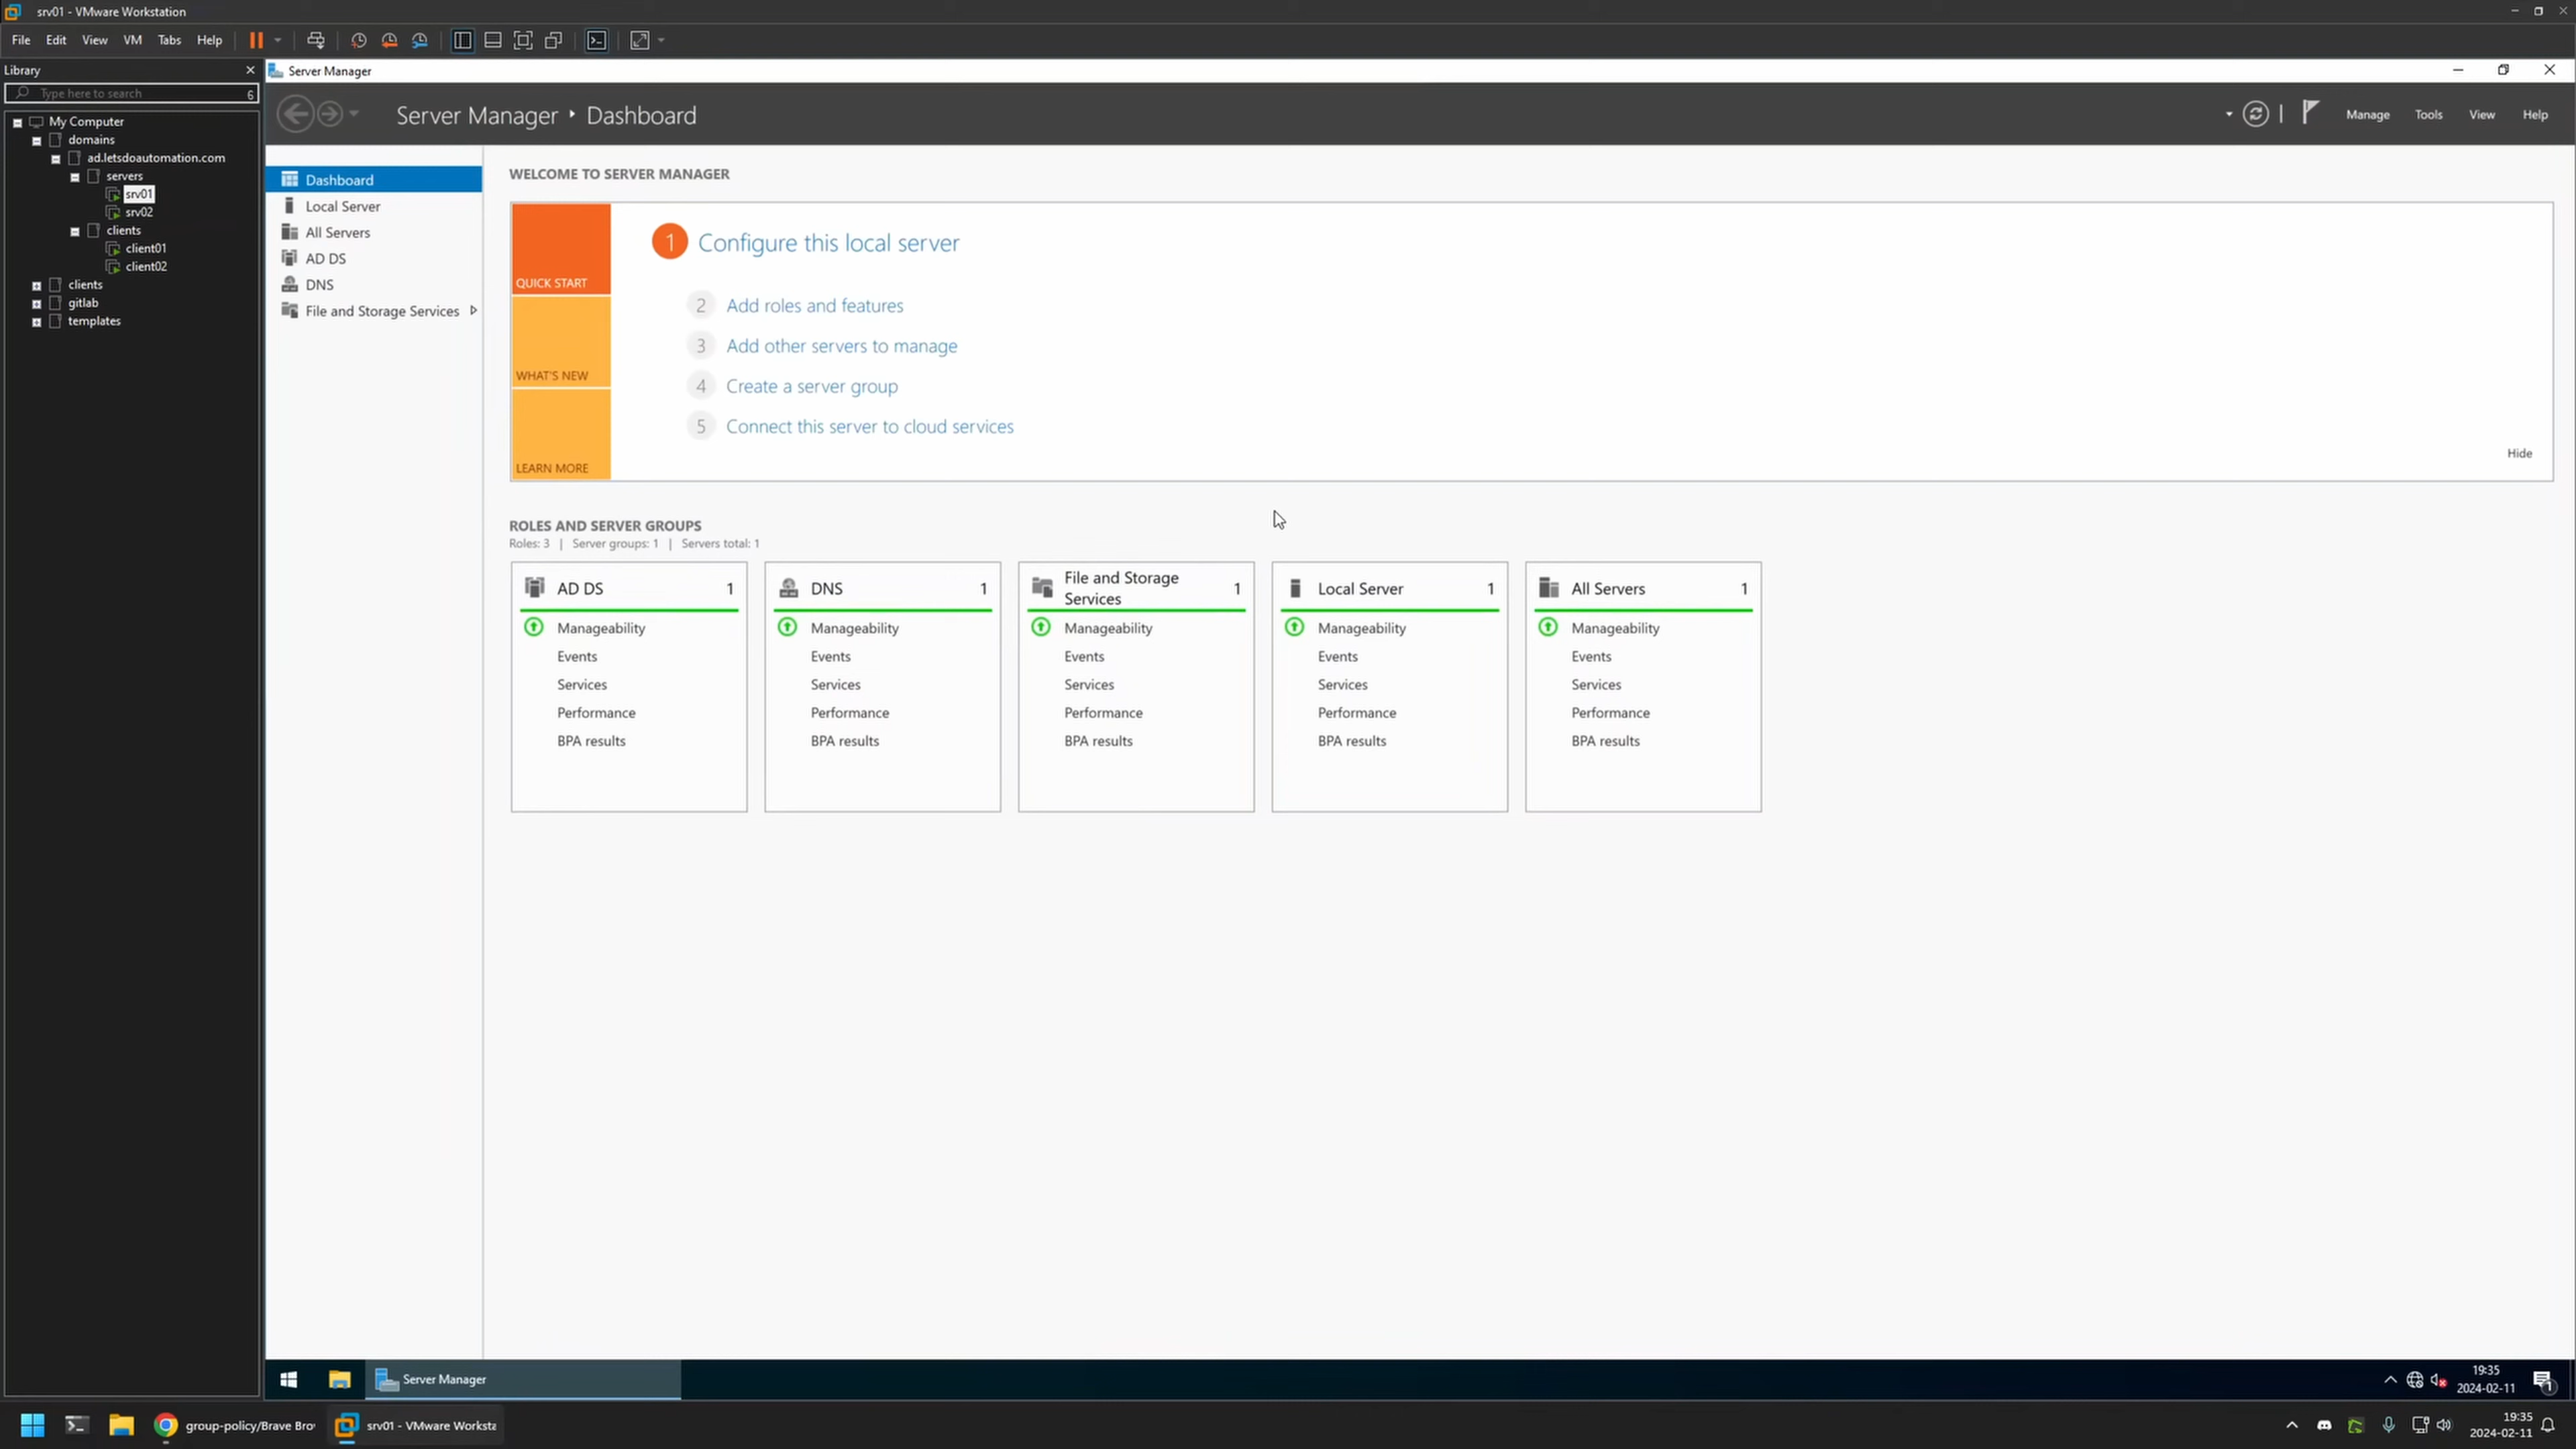 srv01 - VMware Workstation
File Edit View VM Tabs Help
Library
Type here to search 6
My Computer
domains
ad.letsdoautomation.com
servers
srv01
srv02
clients
client01
client02
clients
gitlab
templates
Server Manager
Server Manager Dashboard
Manage Tools View Help
Dashboard
Local Server
All Servers
AD DS
DNS
File and Storage Services
WELCOME TO SERVER MANAGER
QUICK START
WHAT'S NEW
LEARN MORE
1 Configure this local server
2 Add roles and features
3 Add other servers to manage
4 Create a server group
5 Connect this server to cloud services
Hide
ROLES AND SERVER GROUPS
Roles: 3 | Server groups: 1 | Servers total: 1
AD DS 1
Manageability
Events
Services
Performance
BPA results
DNS 1
Manageability
Events
Services
Performance
BPA results
File and Storage
Services 1
Manageability
Events
Services
Performance
BPA results
Local Server 1
Manageability
Events
Services
Performance
BPA results
All Servers 1
Manageability
Events
Services
Performance
BPA results
Server Manager
19:35
2024-02-11
1
group-policy/Brave Bro
srv01 - VMware Worksta
19:35
2024-02-11